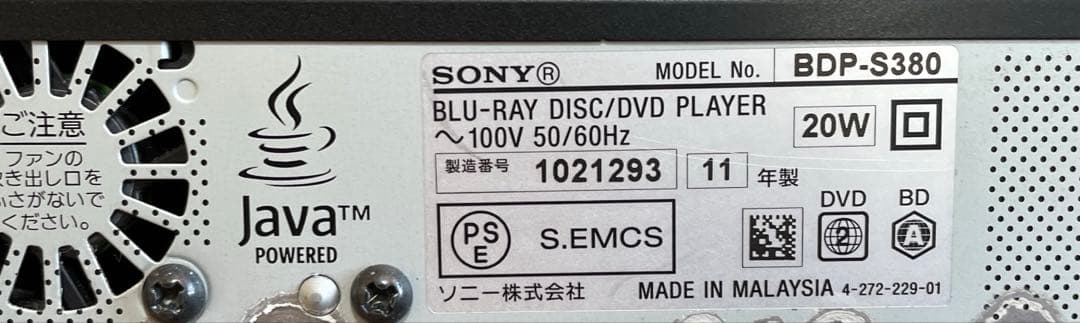 ご注意
ファンの
吹き出し口を
ふさがないで
ください。
Java™
POWERED
SONY® MODEL No. BDP-S380
BLU-RAY DISC/DVD PLAYER
～100V 50/60Hz 20W
製造番号 1021293 11 年製
PSE S.EMCS
DVD BD
2 A
ソニー株式会社 MADE IN MALAYSIA 4-272-229-01